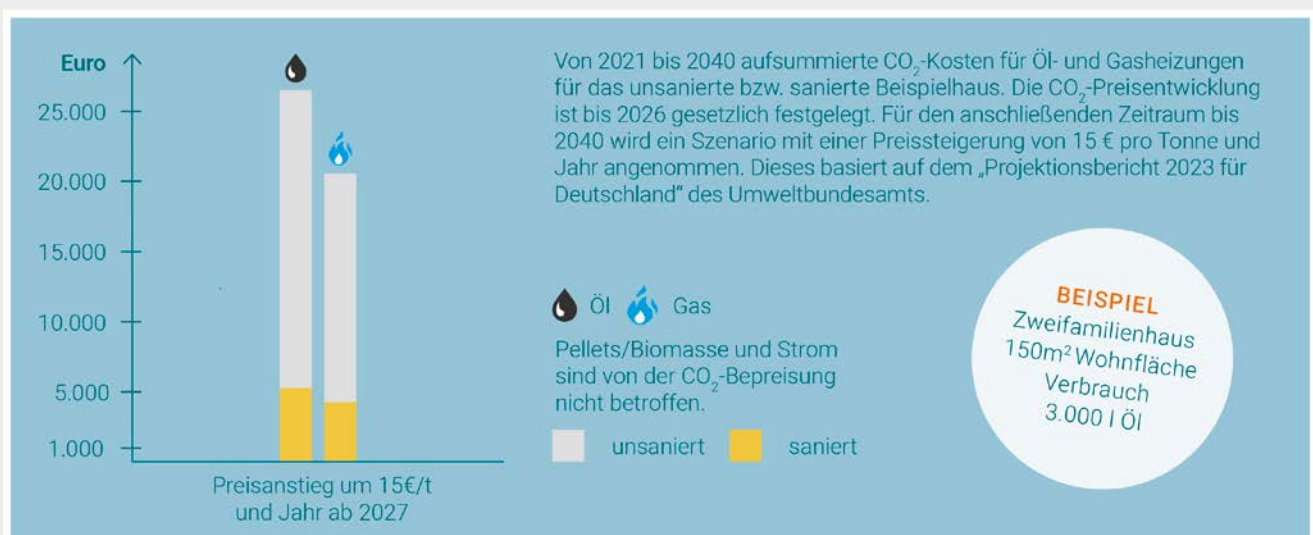 Euro
25.000
20.000
15.000
10.000
5.000
1.000
Preisanstieg um 15€/t
und Jahr ab 2027
Von 2021 bis 2040 aufsummierte CO₂-Kosten für Öl- und Gasheizungen
für das unsanierte bzw. sanierte Beispielhaus. Die CO₂-Preisentwicklung
ist bis 2026 gesetzlich festgelegt. Für den anschließenden Zeitraum bis
2040 wird ein Szenario mit einer Preissteigerung von 15 € pro Tonne und
Jahr angenommen. Dieses basiert auf dem „Projektionsbericht 2023 für
Deutschland“ des Umweltbundesamts.
Öl Gas
Pellets/Biomasse und Strom
sind von der CO₂-Bepreisung
nicht betroffen.
unsaniert saniert
BEISPIEL
Zweifamilienhaus
150m² Wohnfläche
Verbrauch
3.000 l Öl